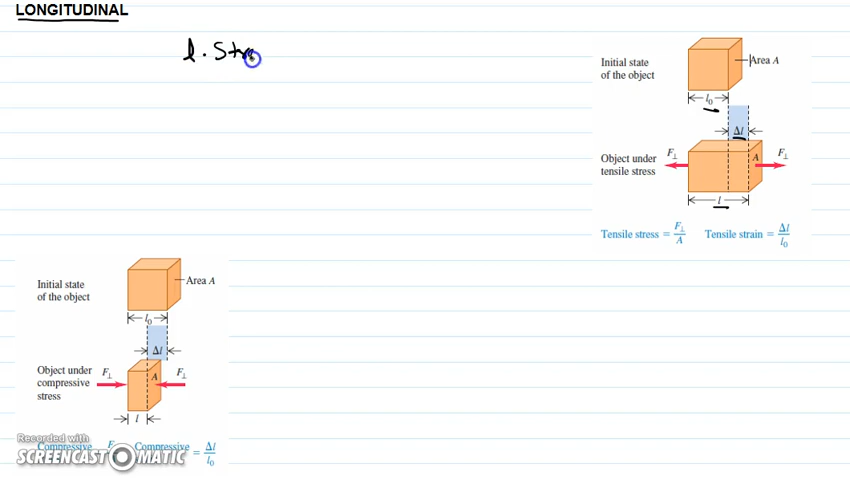 LONGITUDINAL
l. Str
Initial state
of the object
Area A
l₀
Δl
Object under
tensile stress
F⊥
A
F⊥
l
Tensile stress = F⊥/A
Tensile strain = Δl/l₀
Initial state
of the object
Area A
l₀
Δl
Object under
compressive
stress
F⊥
A
F⊥
l
Recorded with
Compressive
Compressive
= Δl/l₀
SCREENCAST MATIC